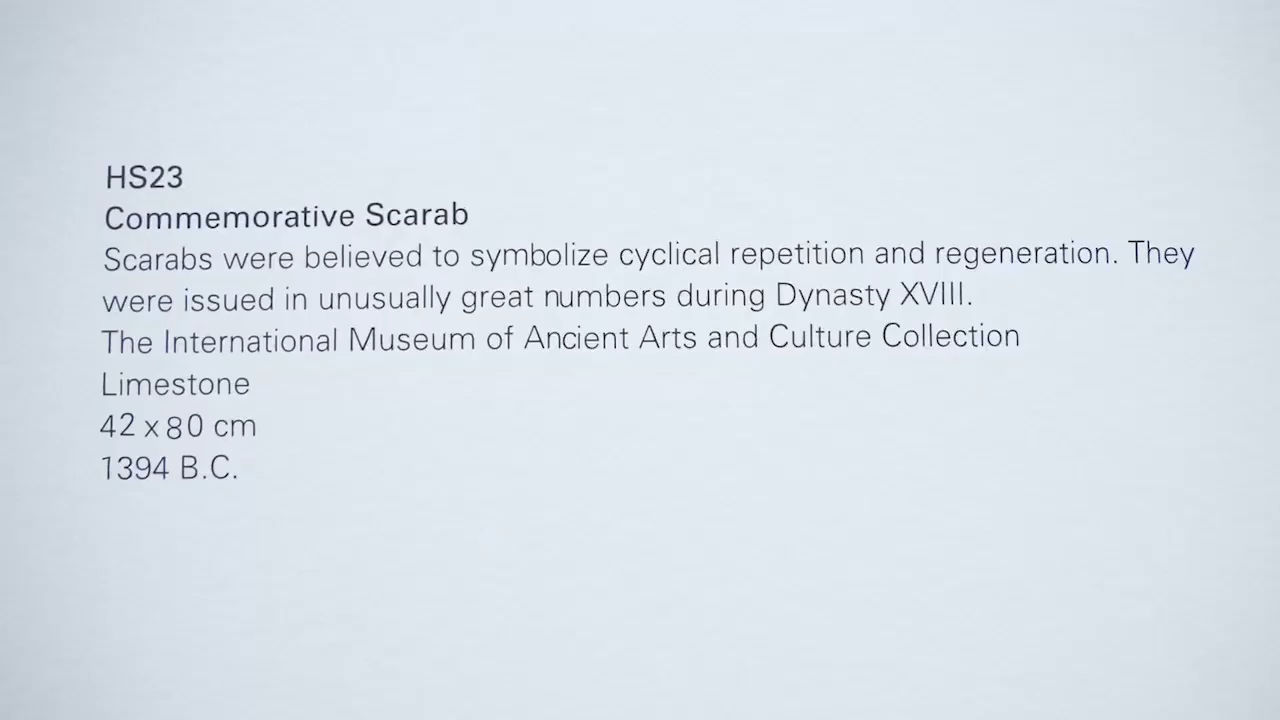 HS23
Commemorative Scarab
Scarabs were believed to symbolize cyclical repetition and regeneration. They
were issued in unusually great numbers during Dynasty XVIII.
The International Museum of Ancient Arts and Culture Collection
Limestone
42 x 80 cm
1394 B.C.